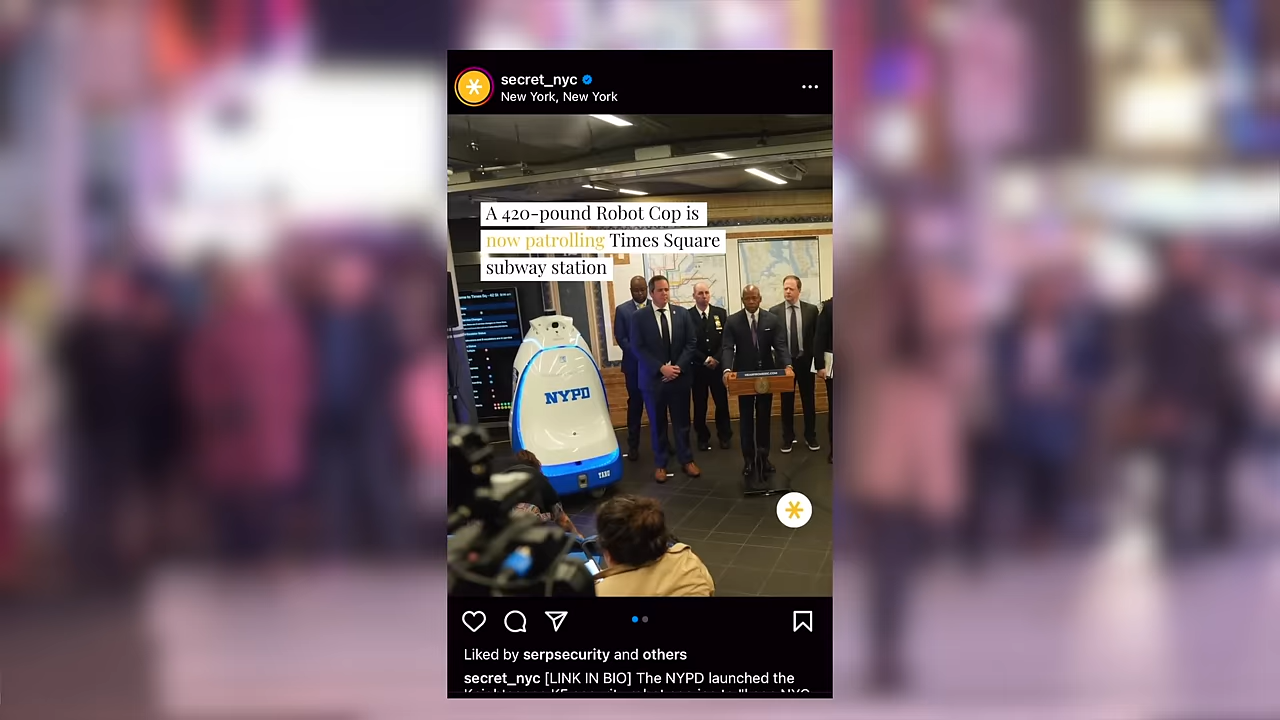 secret_nyc
New York, New York
A 420-pound Robot Cop is
now patrolling Times Square
subway station
NYPD
Liked by serpsecurity and others
secret_nyc [LINK IN BIO] The NYPD launched the